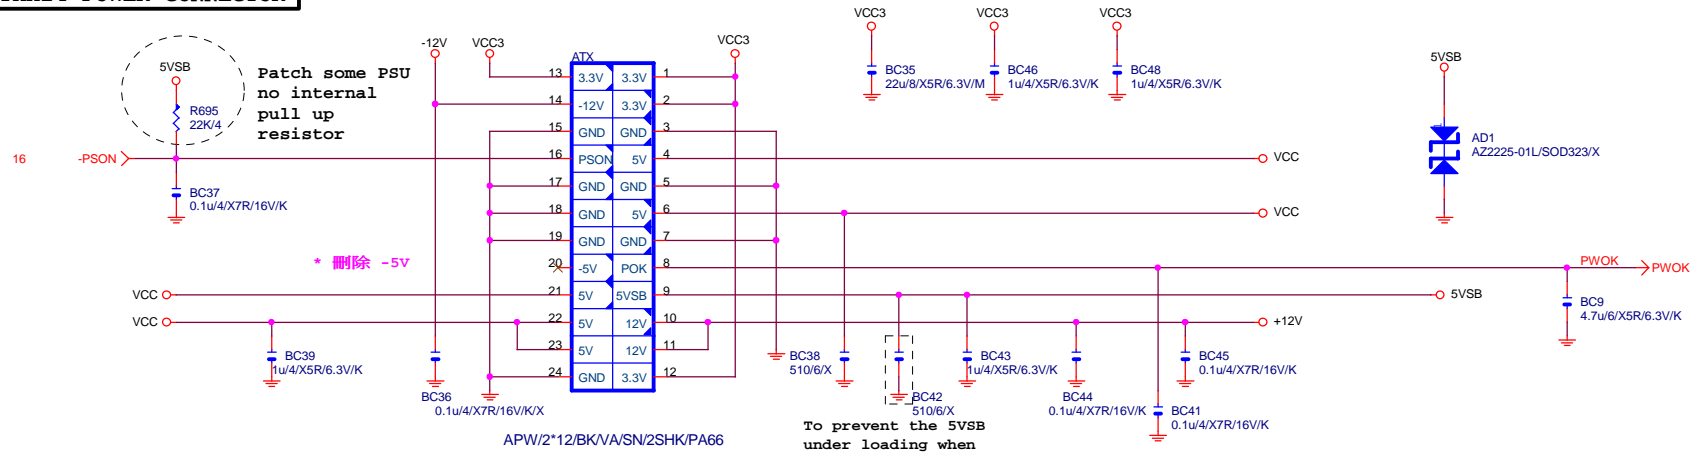 VCC3
VCC3
VCC3
-12V
VCC3
VCC3
5VSB
Patch some PSU
no internal
pull up
resistor
R695
22K/4
16
-PSON
BC37
0.1u/4/X7R/16V/K
* 刪除 -5V
VCC
VCC
BC39
1u/4/X5R/6.3V/K
BC36
0.1u/4/X7R/16V/K/X
ATX
13 3.3V 3.3V 1
14 -12V 3.3V 2
15 GND GND 3
16 PSON 5V 4
17 GND GND 5
18 GND 5V 6
19 GND GND 7
20 -5V POK 8
21 5V 5VSB 9
22 5V 12V 10
23 5V 12V 11
24 GND 3.3V 12
APW/2*12/BK/VA/SN/2SHK/PA66
BC35
22u/8/X5R/6.3V/M
BC46
1u/4/X5R/6.3V/K
BC48
1u/4/X5R/6.3V/K
5VSB
AD1
AZ2225-01L/SOD323/X
VCC
VCC
PWOK
PWOK
5VSB
+12V
BC9
4.7u/6/X5R/6.3V/K
BC38
510/6/X
BC42
510/6/X
BC43
1u/4/X5R/6.3V/K
BC44
0.1u/4/X7R/16V/K
BC45
0.1u/4/X7R/16V/K
BC41
0.1u/4/X7R/16V/K
To prevent the 5VSB
under loading when